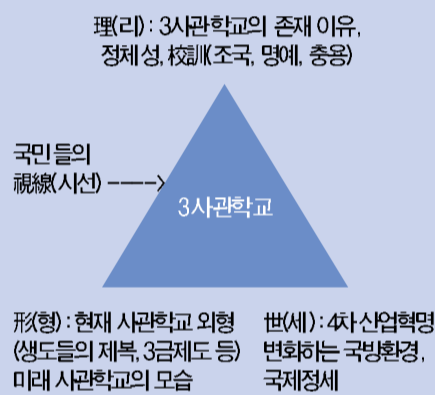 理(리) : 3사관학교의 존재 이유,
정체성, 校訓(조국, 명예, 충용)
국민들의
視線(시선) ---->
3사관학교
形(형) : 현재 사관학교 외형
(생도들의 제복, 3금제도 등)
미래 사관학교의 모습
世(세) : 4차 산업혁명
변화하는 국방환경,
국제정세